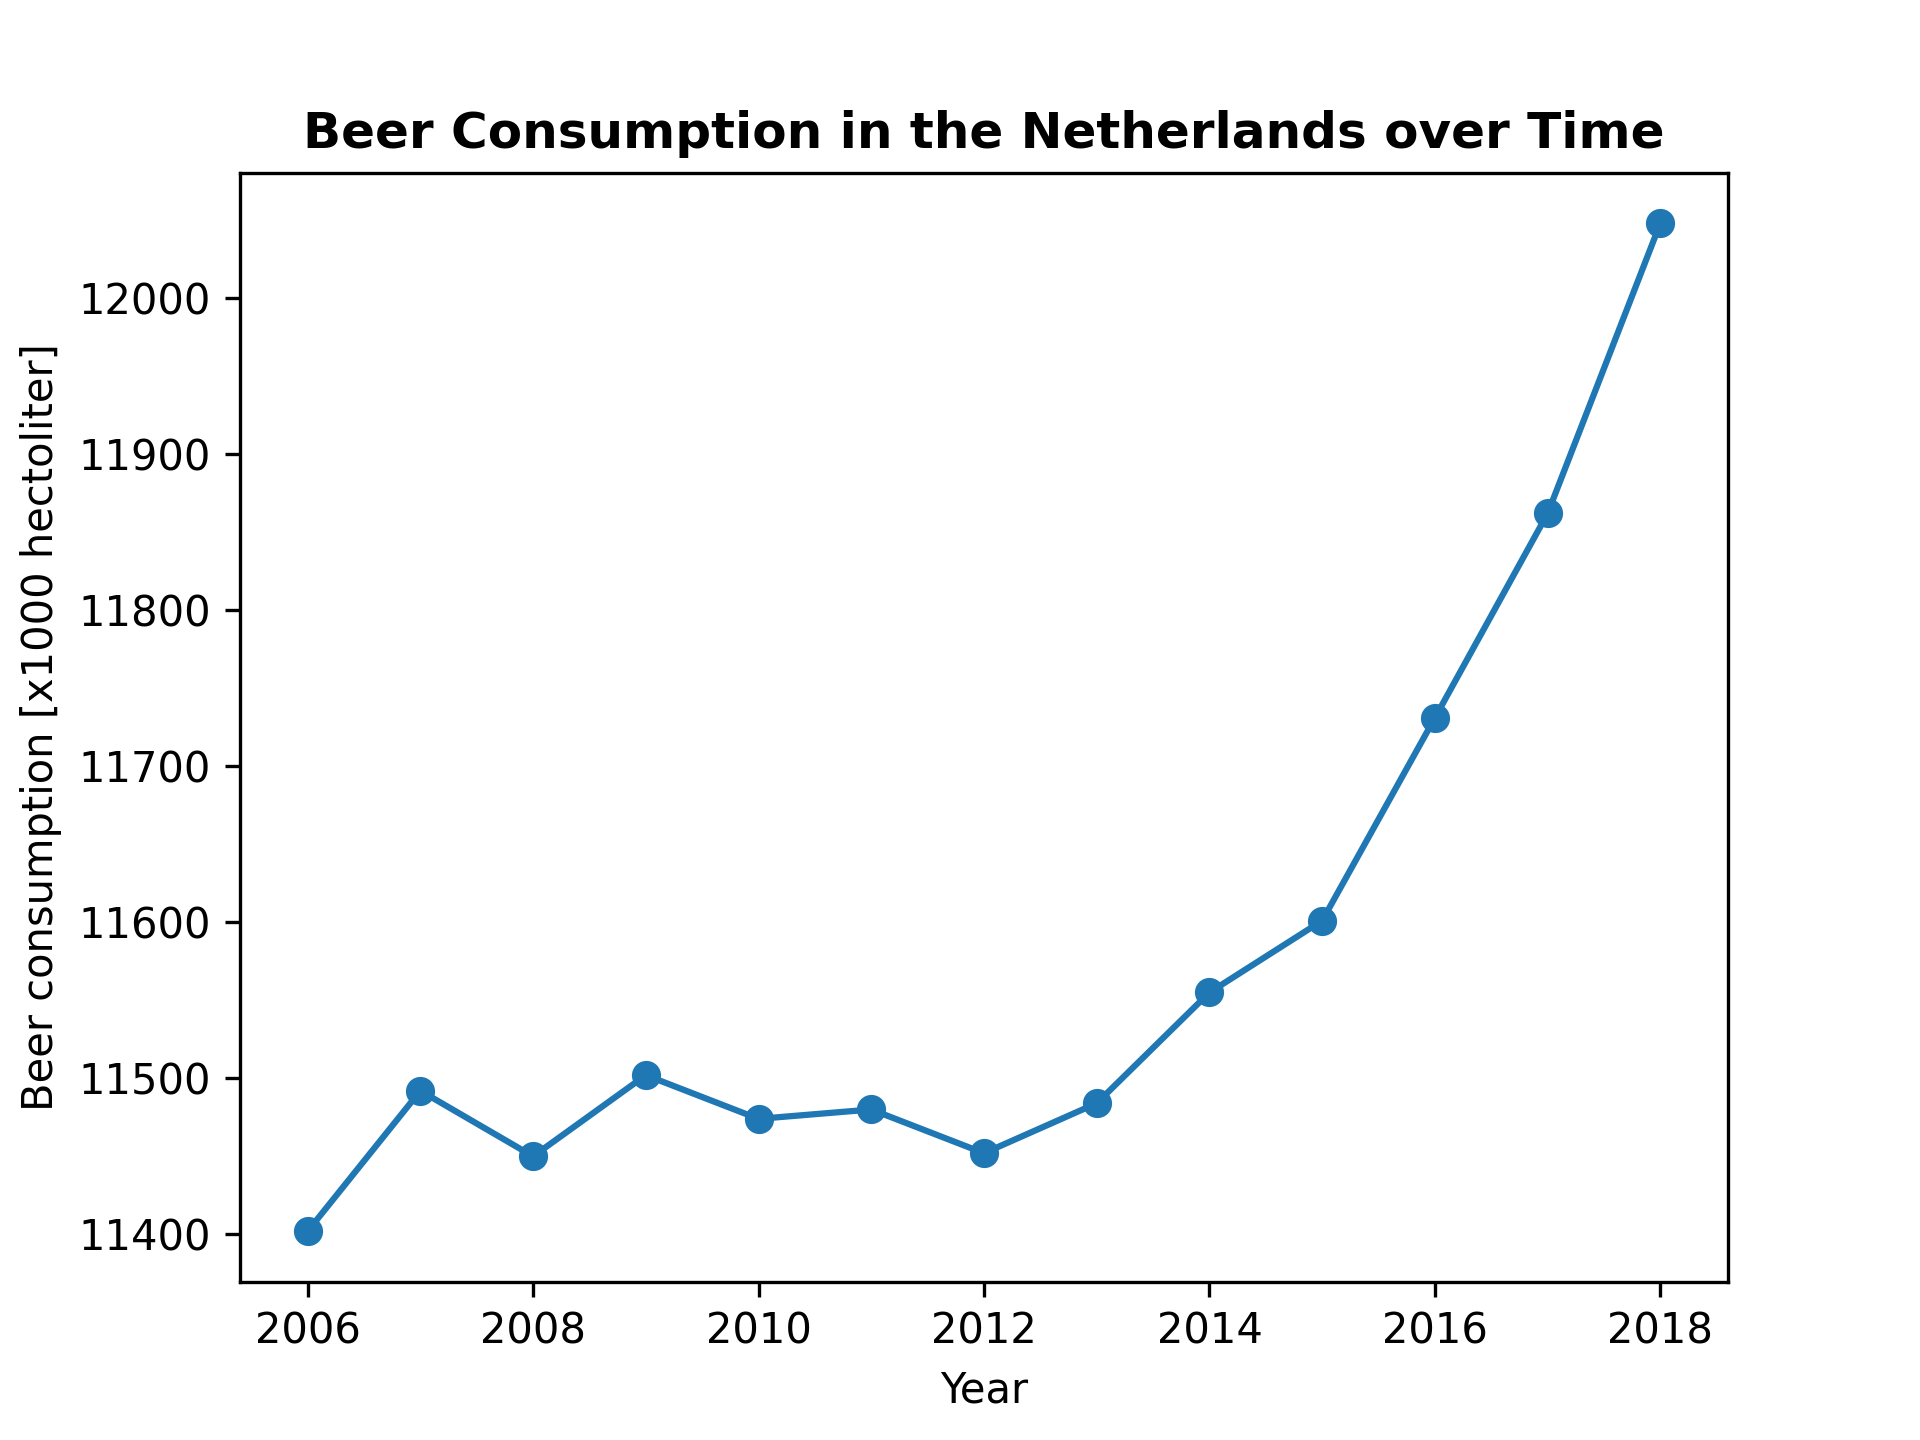 Beer Consumption in the Netherlands over Time
Beer consumption [x1000 hectoliter]
12000
11900
11800
11700
11600
11500
11400
2006 2008 2010 2012 2014 2016 2018
Year